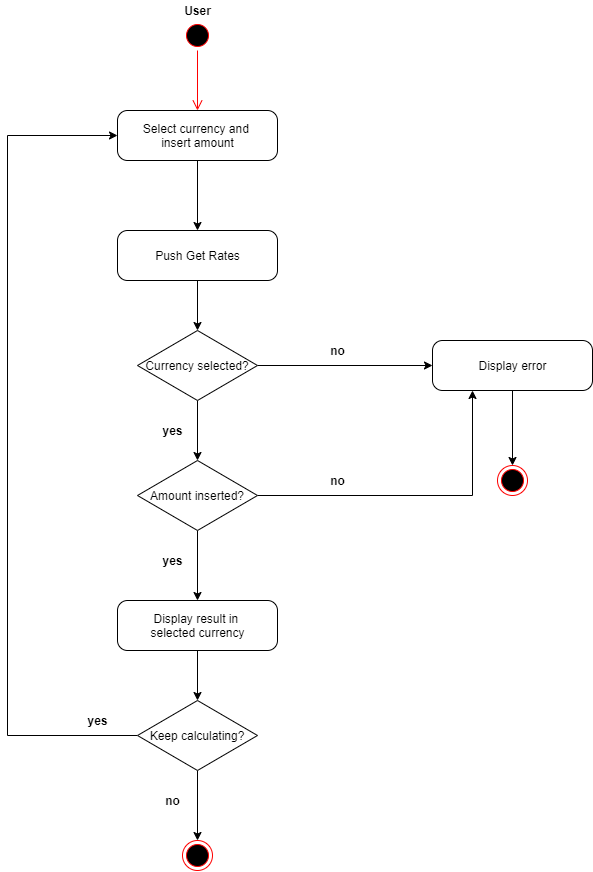 User
Select currency and
insert amount
Push Get Rates
Currency selected?
no
Display error
yes
Amount inserted?
no
yes
Display result in
selected currency
yes
Keep calculating?
no